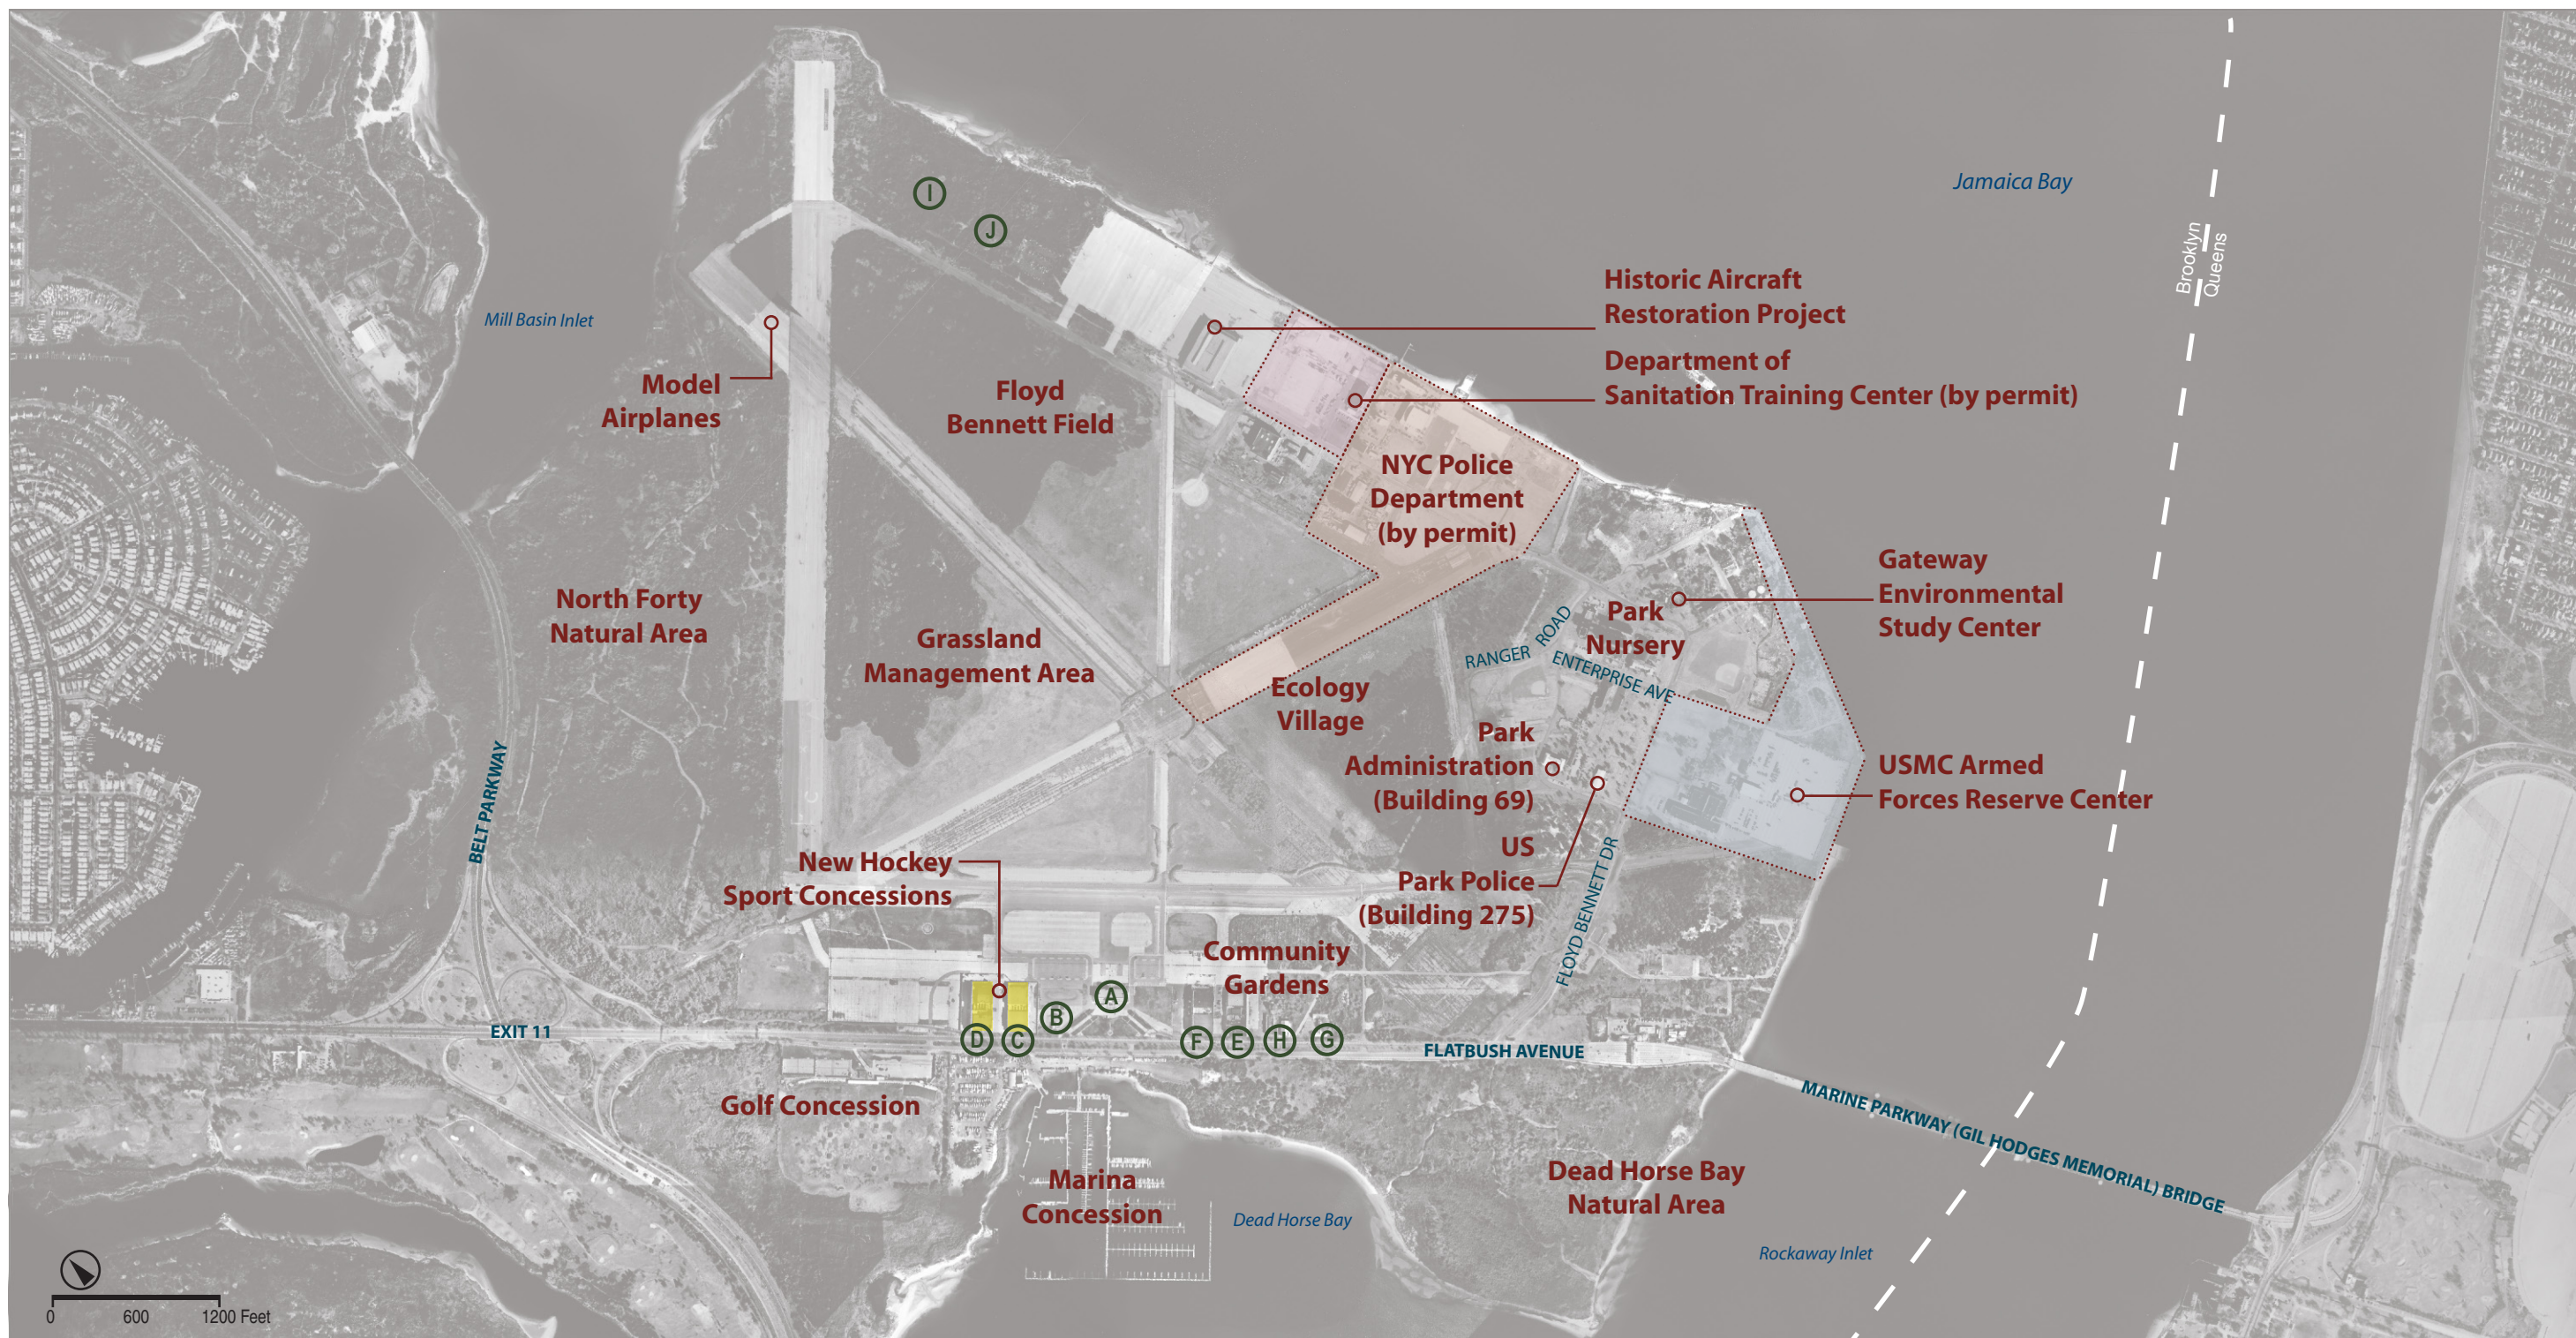 I
J
Jamaica Bay
Brooklyn
Queens
Mill Basin Inlet
Historic Aircraft
Restoration Project
Department of
Sanitation Training Center (by permit)
Model
Airplanes
Floyd
Bennett Field
NYC Police
Department
(by permit)
Gateway
Environmental
Study Center
North Forty
Natural Area
Grassland
Management Area
Park
Nursery
RANGER ROAD
ENTERPRISE AVE
Ecology
Village
Park
Administration
(Building 69)
USMC Armed
Forces Reserve Center
BELT PARKWAY
New Hockey
Sport Concessions
US
Park Police
(Building 275)
FLOYD BENNETT DR
Community
Gardens
A
B
D
C
F
E
H
G
EXIT 11
FLATBUSH AVENUE
Golf Concession
MARINE PARKWAY (GIL HODGES MEMORIAL) BRIDGE
Marina
Concession
Dead Horse Bay
Natural Area
Dead Horse Bay
Rockaway Inlet
0 600 1200 Feet